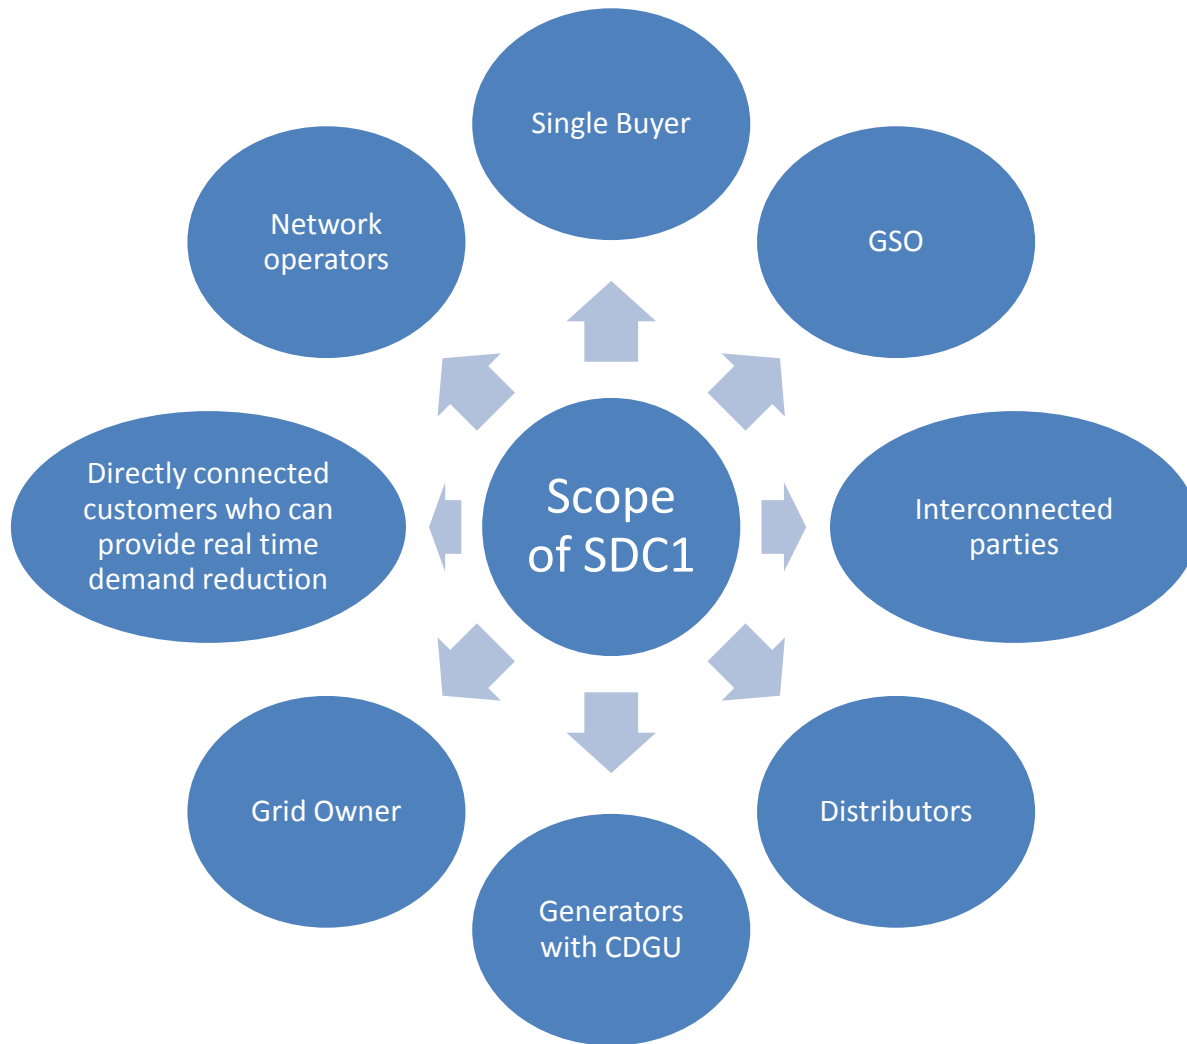 Single Buyer
Network
operators
GSO
Directly connected
customers who can
provide real time
demand reduction
Scope
of SDC1
Interconnected
parties
Grid Owner
Distributors
Generators
with CDGU